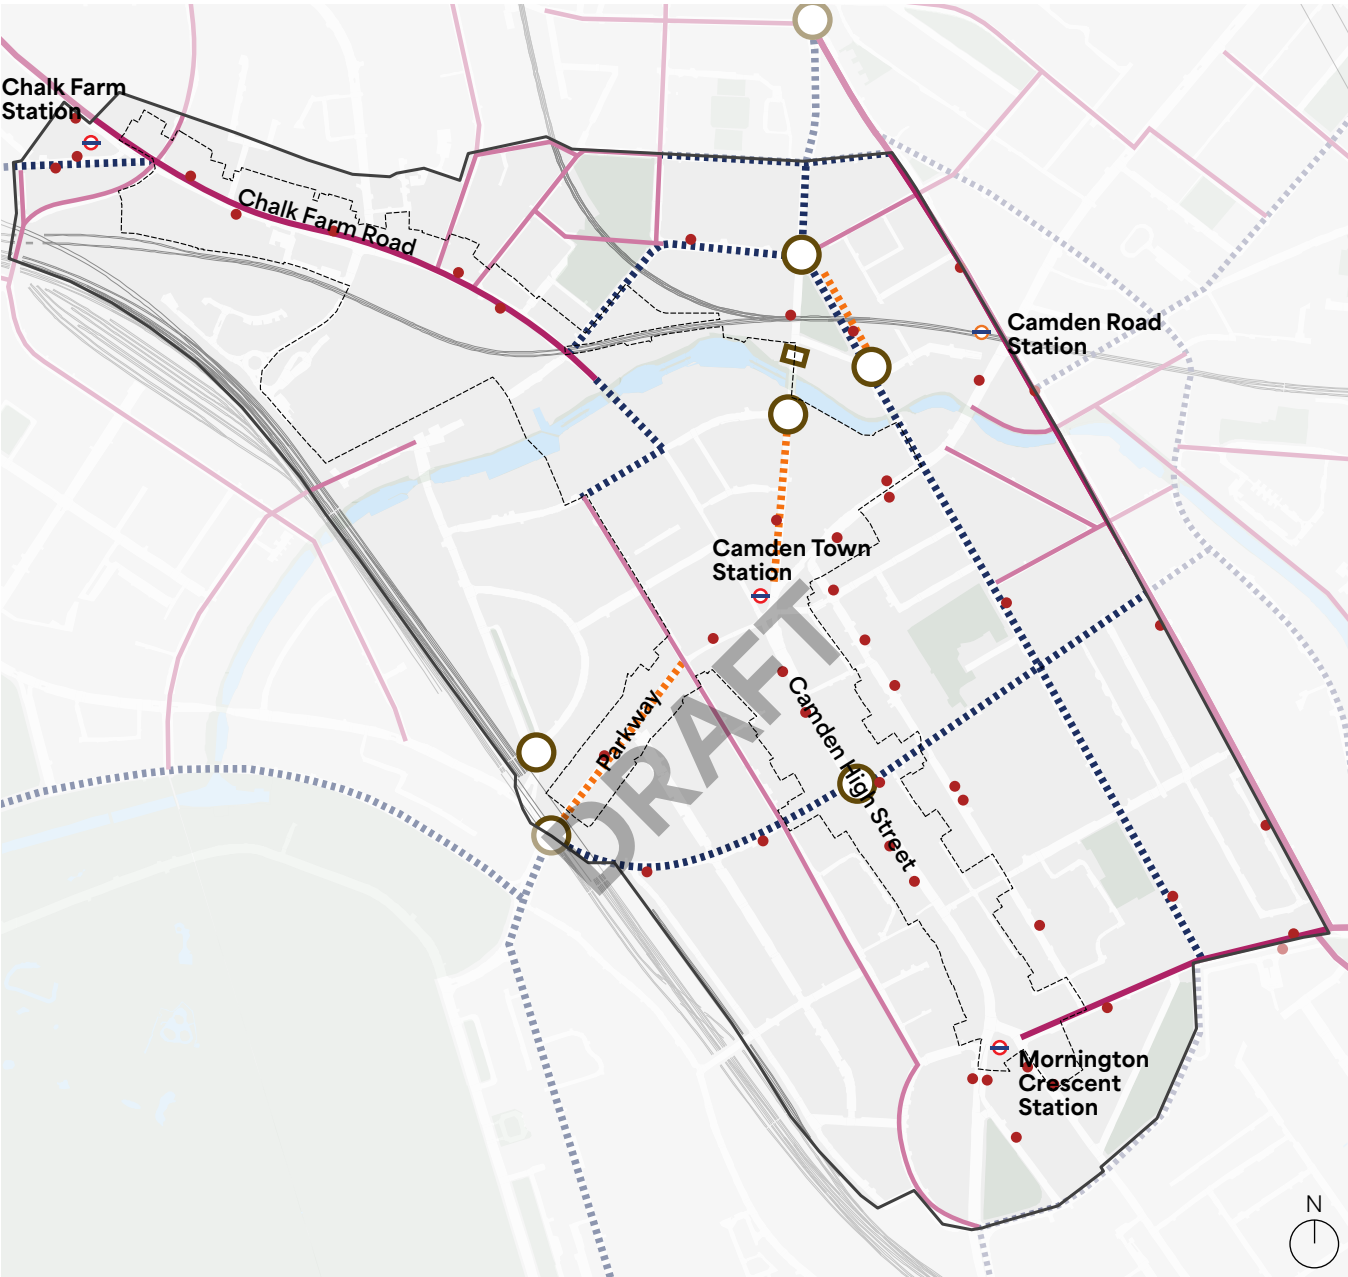 Chalk Farm
Station
Chalk Farm Road
Camden Road
Station
Camden Town
Station
DRAFT
Parkway
Camden High Street
Mornington
Crescent
Station
N